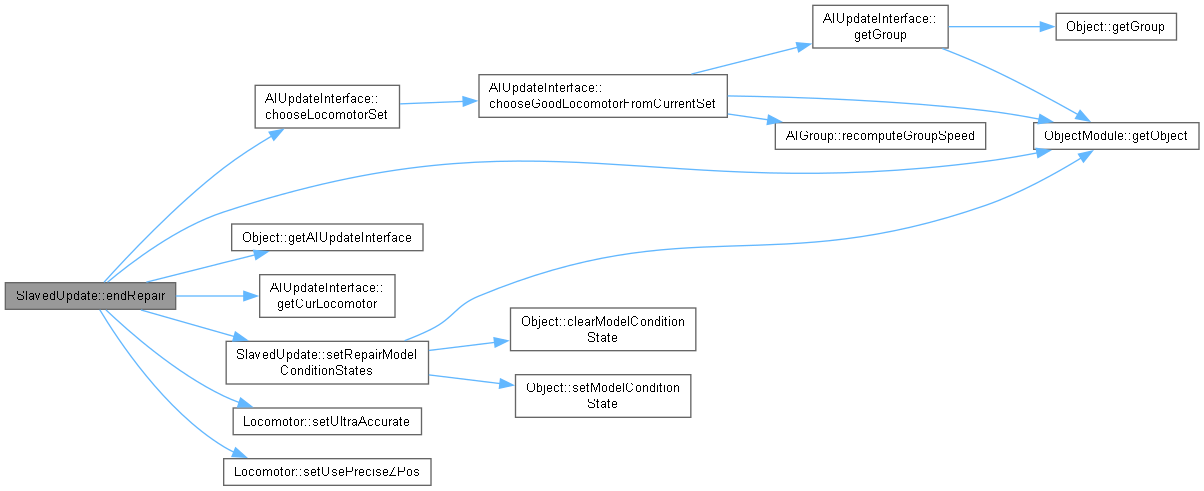 SlavedUpdate::endRepair
AIUpdateInterface::
chooseLocomotorSet
AIUpdateInterface::
chooseGoodLocomotorFromCurrentSet
AIUpdateInterface::
getGroup
Object::getGroup
ObjectModule::getObject
AIGroup::recomputeGroupSpeed
Object::getAIUpdateInterface
AIUpdateInterface::
getCurLocomotor
SlavedUpdate::setRepairModel
ConditionStates
Object::clearModelCondition
State
Object::setModelCondition
State
Locomotor::setUltraAccurate
Locomotor::setUsePreciseZPos